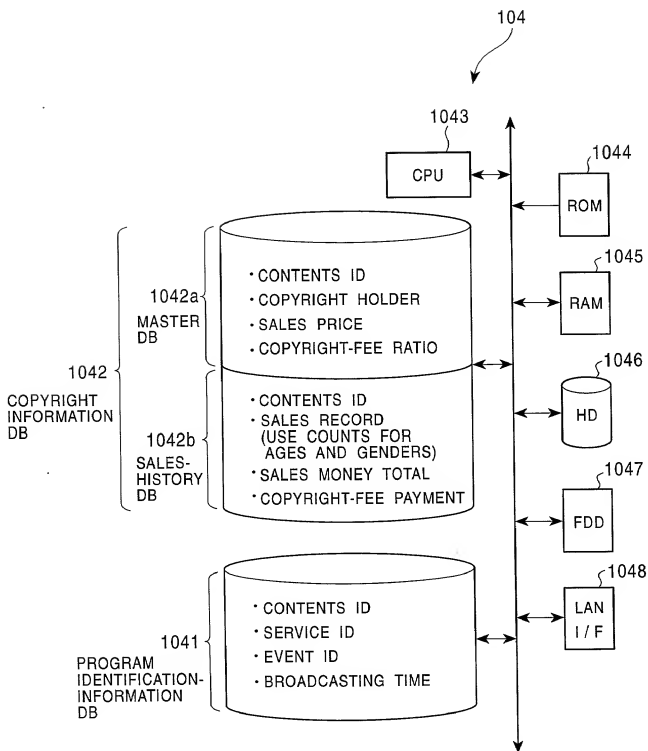 104
1043
CPU
1044
ROM
1045
RAM
1046
HD
1047
FDD
1048
LAN
I / F
1042
COPYRIGHT
INFORMATION
DB
1042a
MASTER
DB
• CONTENTS ID
• COPYRIGHT HOLDER
• SALES PRICE
• COPYRIGHT-FEE RATIO
1042b
SALES-
HISTORY
DB
• CONTENTS ID
• SALES RECORD
(USE COUNTS FOR
AGES AND GENDERS)
• SALES MONEY TOTAL
• COPYRIGHT-FEE PAYMENT
1041
PROGRAM
IDENTIFICATION-
INFORMATION
DB
• CONTENTS ID
• SERVICE ID
• EVENT ID
• BROADCASTING TIME